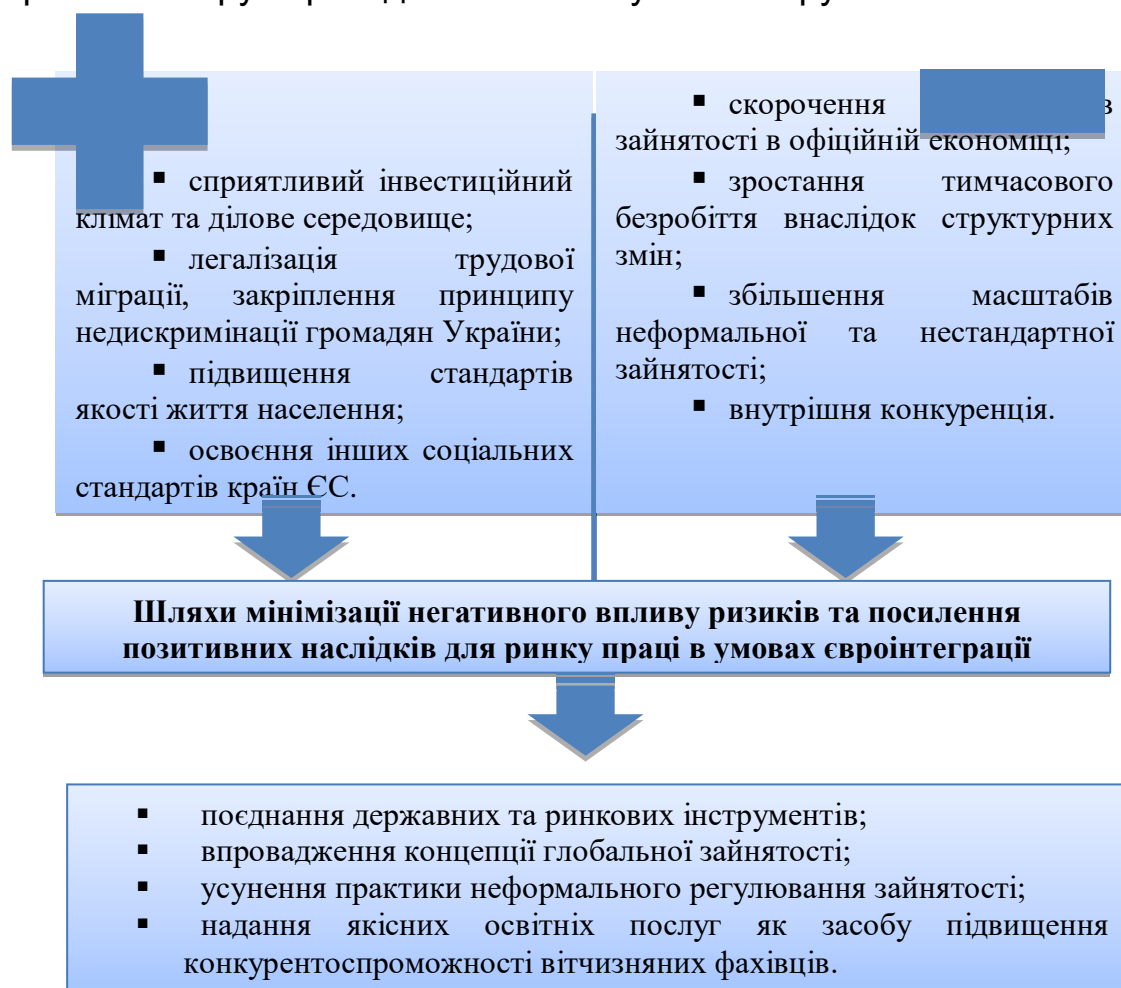 сприятливий інвестиційний
клімат та ділове середовище;
легалізація трудової
міграції, закріплення принципу
недискримінації громадян України;
підвищення стандартів
якості життя населення;
освоєння інших соціальних
стандартів країн ЄС.
скорочення
зайнятості в офіційній економіці;
зростання тимчасового
безробіття внаслідок структурних
змін;
збільшення масштабів
неформальної та нестандартної
зайнятості;
внутрішня конкуренція.
Шляхи мінімізації негативного впливу ризиків та посилення
позитивних наслідків для ринку праці в умовах євроінтеграції
поєднання державних та ринкових інструментів;
впровадження концепції глобальної зайнятості;
усунення практики неформального регулювання зайнятості;
надання якісних освітніх послуг як засобу підвищення
конкурентоспроможності вітчизняних фахівців.